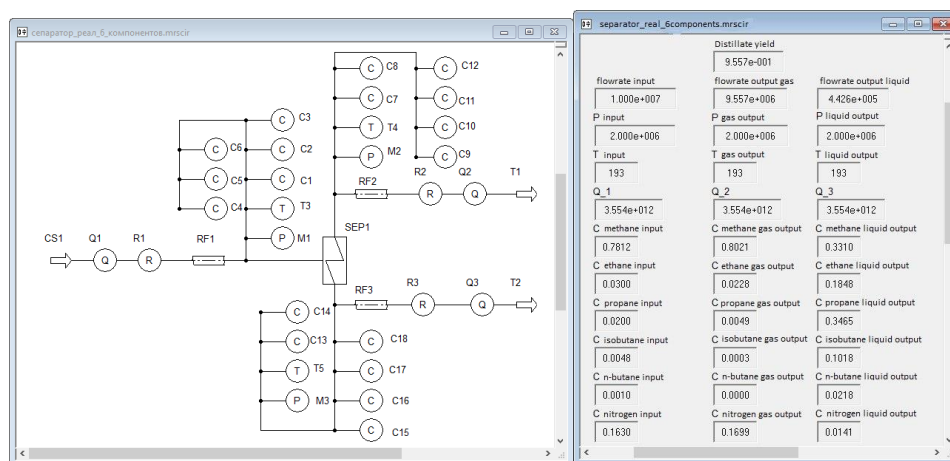 сепаратор_реал_6_компонентов.mrscir
C C8
C C12
C C7
C C11
C C3
T T4
C C10
C6 C
C C2
P M2
C C9
C5 C
C C1
RF2
R2
Q2
T1
R
Q
C C4
T T3
SEP1
CS1
Q1
R1
RF1
P M1
Q
R
RF3
R3
Q3
T2
R
Q
C C14
C C13
C C18
T T5
C C17
P M3
C C16
C C15
separator_real_6components.mrscir
Distillate yield
9.557e-001
flowrate input flowrate output gas flowrate output liquid
1.000e+007 9.557e+006 4.426e+005
P input P gas output P liquid output
2.000e+006 2.000e+006 2.000e+006
T input T gas output T liquid output
193 193 193
Q_1 Q_2 Q_3
3.554e+012 3.554e+012 3.554e+012
C methane input C methane gas output C methane liquid output
0.7812 0.8021 0.3310
C ethane input C ethane gas output C ethane liquid output
0.0300 0.0228 0.1848
C propane input C propane gas output C propane liquid output
0.0200 0.0049 0.3465
C isobutane input C isobutane gas output C isobutane liquid output
0.0048 0.0003 0.1018
C n-butane input C n-butane gas output C n-butane liquid output
0.0010 0.0000 0.0218
C nitrogen input C nitrogen gas output C nitrogen liquid output
0.1630 0.1699 0.0141